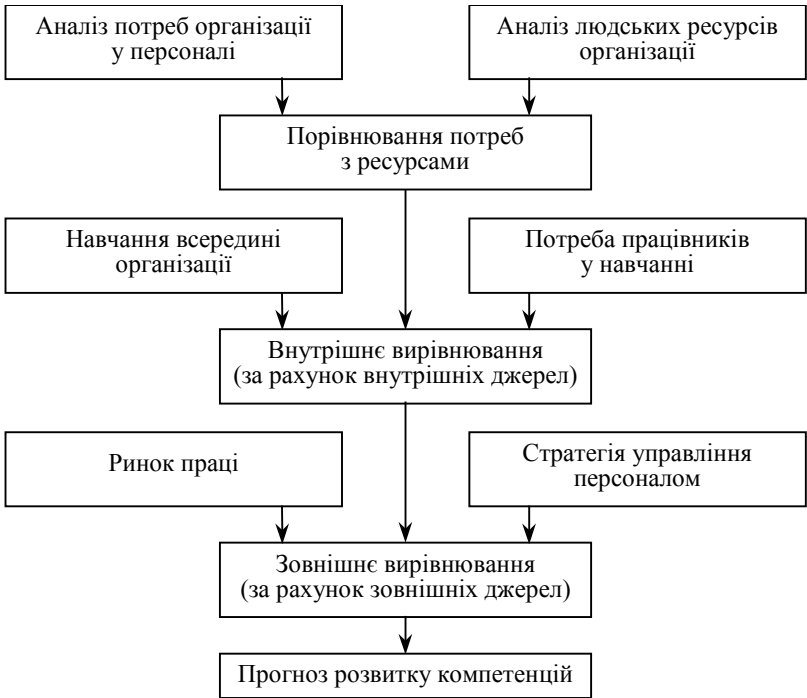 Аналіз потреб організації
у персоналі
Аналіз людських ресурсів
організації
Порівнювання потреб
з ресурсами
Навчання всередині
організації
Потреба працівників
у навчанні
Внутрішнє вирівнювання
(за рахунок внутрішніх джерел)
Ринок праці
Стратегія управління
персоналом
Зовнішнє вирівнювання
(за рахунок зовнішніх джерел)
Прогноз розвитку компетенцій